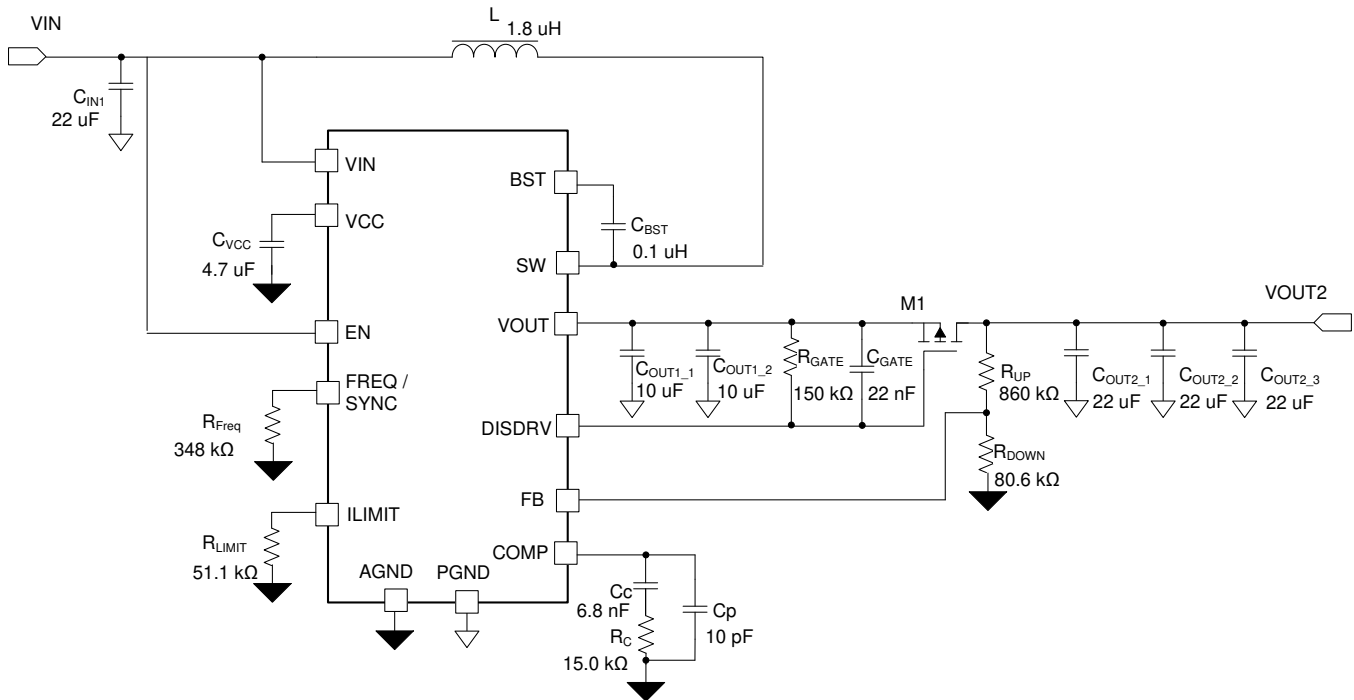 VIN
L
1.8 uH
CIN1
22 uF
VIN
BST
VCC
CBST
0.1 uH
CVCC
4.7 uF
SW
M1
VOUT2
VOUT
EN
FREQ /
SYNC
COUT1_1
10 uF
COUT1_2
10 uF
RGATE
150 kΩ
CGATE
22 nF
RUP
860 kΩ
COUT2_1
22 uF
COUT2_2
22 uF
COUT2_3
22 uF
RFreq
348 kΩ
DISDRV
RDOWN
80.6 kΩ
FB
ILIMIT
RLIMIT
51.1 kΩ
COMP
AGND
PGND
Cc
6.8 nF
Cp
10 pF
RC
15.0 kΩ